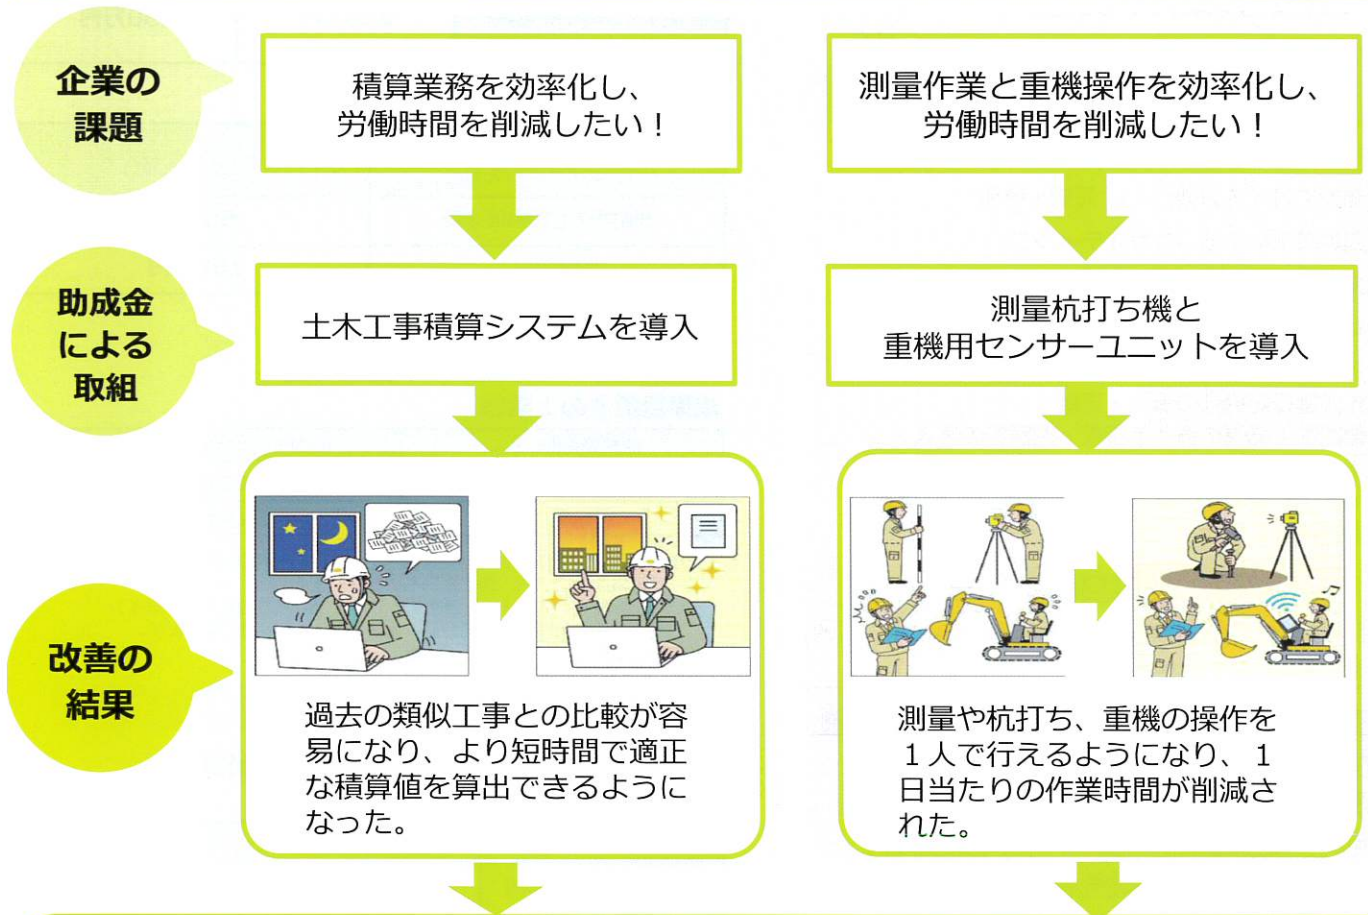 企業の
課題
積算業務を効率化し、
労働時間を削減したい！
測量作業と重機操作を効率化し、
労働時間を削減したい！
助成金
による
取組
土木工事積算システムを導入
測量杭打ち機と
重機用センサーユニットを導入
改善の
結果
過去の類似工事との比較が容
易になり、より短時間で適正
な積算値を算出できるように
なった。
測量や杭打ち、重機の操作を
１人で行えるようになり、１
日当たりの作業時間が削減さ
れた。